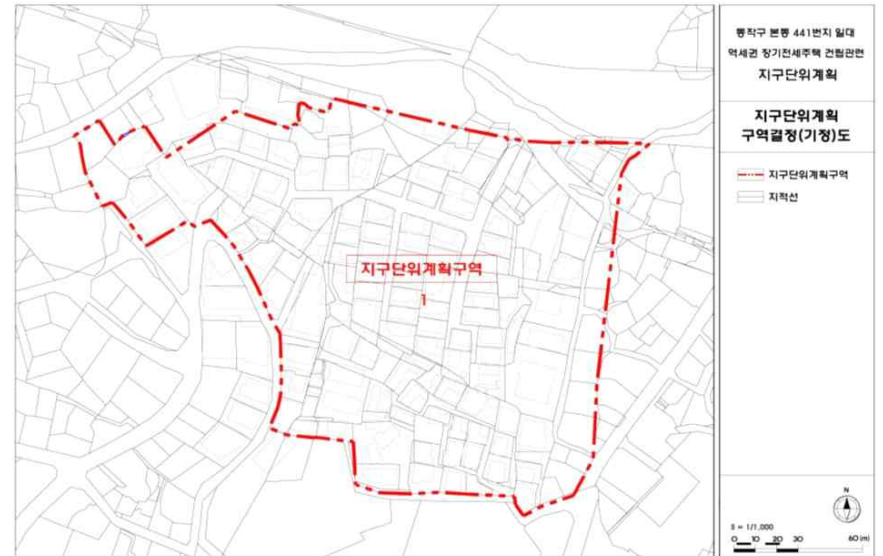 동작구 본동 441번지 일대
역세권 장기전세주택 건립관련
지구단위계획
지구단위계획
구역결정(기정)도
지구단위계획구역
지적선
지구단위계획구역
1
N
S = 1/1,000
0 10 20 30 60 (m)